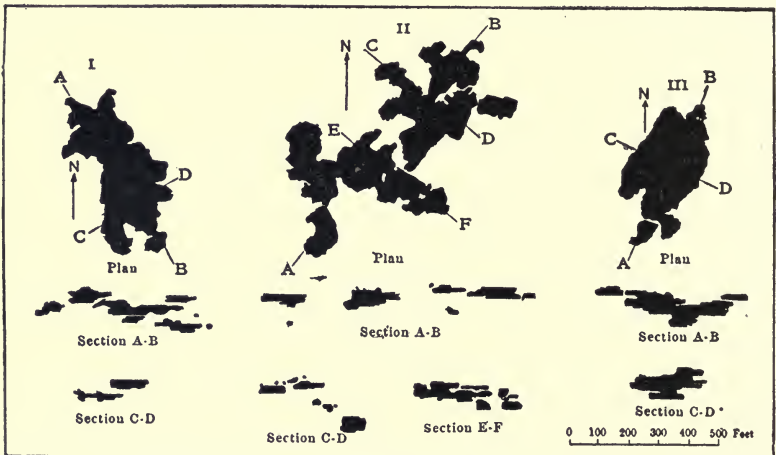 I
A
N
D
C
B
Plan
Section A-B
Section C-D
II
B
N
C
E
D
F
A
Plan
Section A-B
Section C-D
Section E-F
III
B
N
C
D
A
Plan
Section A-B
Section C-D
0 100 200 300 400 500 Feet